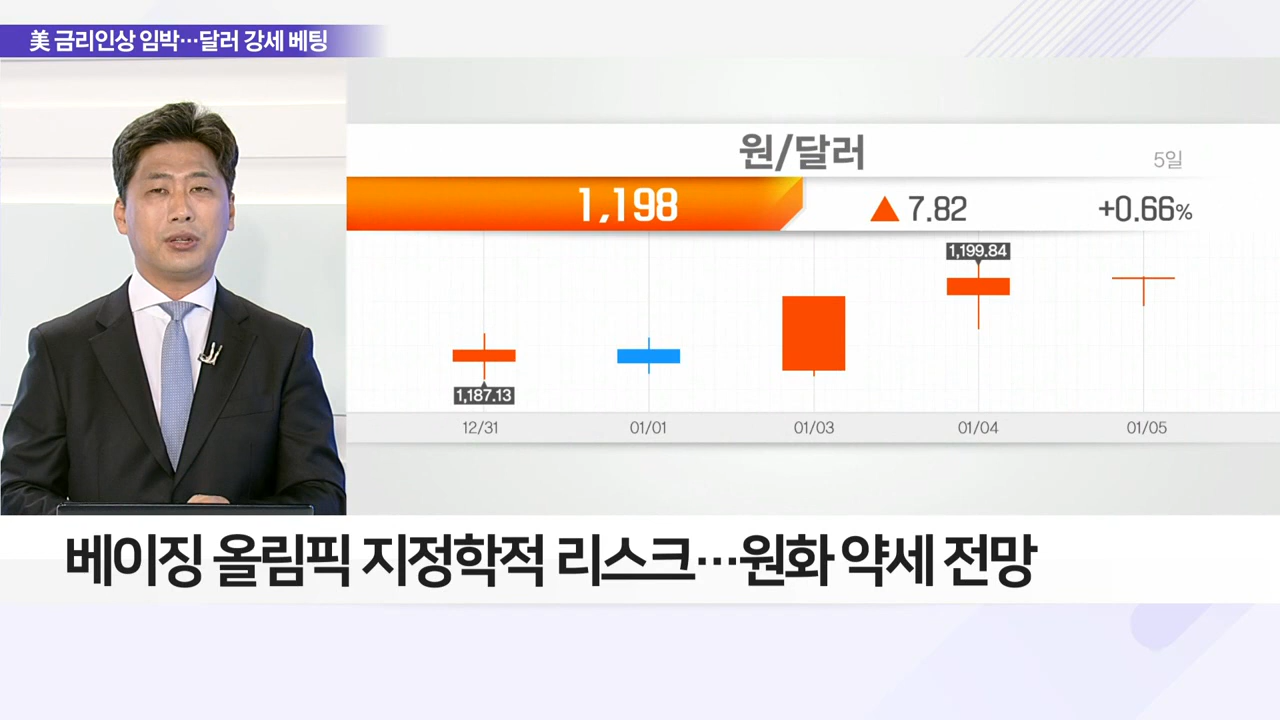 美 금리인상 임박…달러 강세 베팅
원/달러
5일
1,198 ▲ 7.82 +0.66%
1,199.84
1,187.13
12/31 01/01 01/03 01/04 01/05
베이징 올림픽 지정학적 리스크…원화 약세 전망